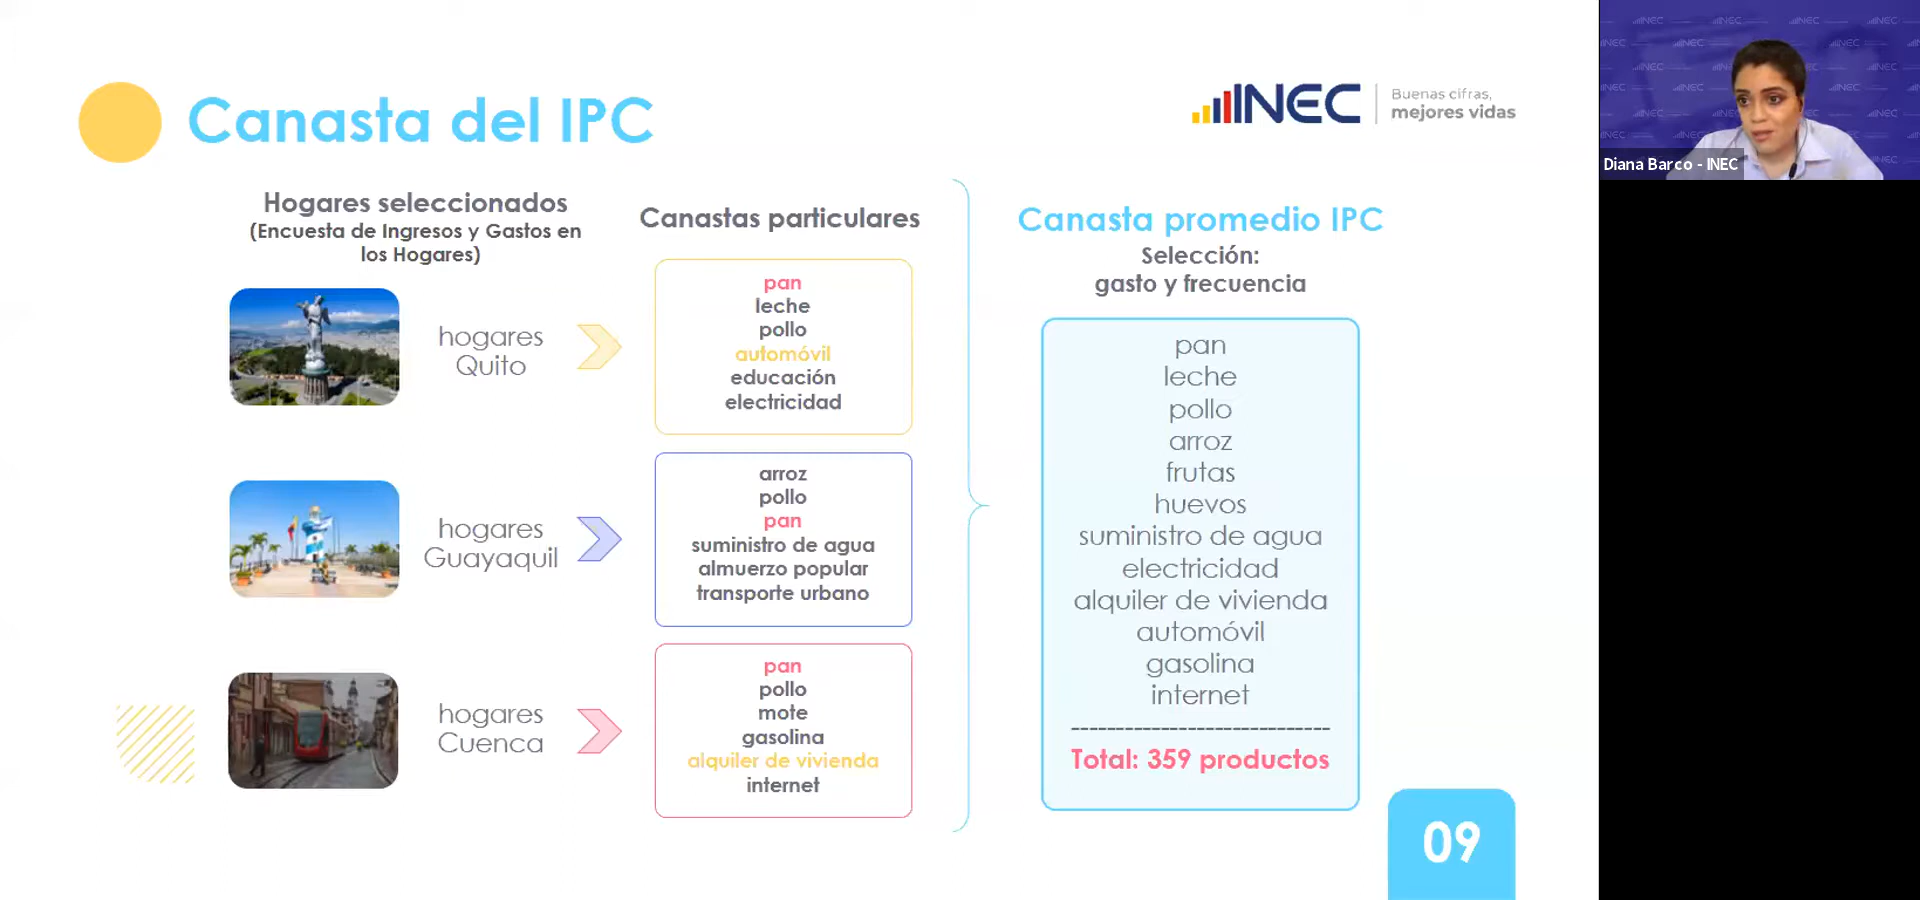 Canasta del IPC
INEC
Buenas cifras,
mejores vidas
Hogares seleccionados
(Encuesta de Ingresos y Gastos en
los Hogares)
hogares
Quito
hogares
Guayaquil
hogares
Cuenca
Canastas particulares
pan
leche
pollo
automóvil
educación
electricidad
arroz
pollo
pan
suministro de agua
almuerzo popular
transporte urbano
pan
pollo
mote
gasolina
alquiler de vivienda
internet
Canasta promedio IPC
Selección:
gasto y frecuencia
pan
leche
pollo
arroz
frutas
huevos
suministro de agua
electricidad
alquiler de vivienda
automóvil
gasolina
internet
----------------------------
Total: 359 productos
09
Diana Barco - INEC